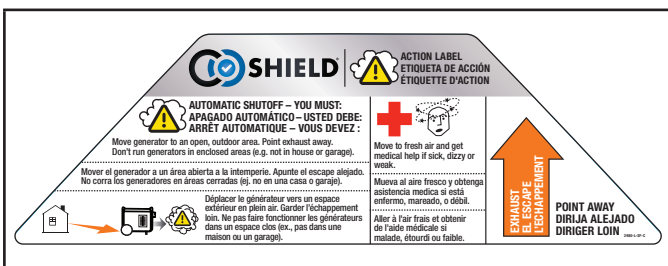 CO SHIELD®
ACTION LABEL
ETIQUETA DE ACCIÓN
ÉTIQUETTE D'ACTION
AUTOMATIC SHUTOFF – YOU MUST:
APAGADO AUTOMÁTICO – USTED DEBE:
ARRÊT AUTOMATIQUE – VOUS DEVEZ :
Move generator to an open, outdoor area. Point exhaust away.
Don't run generators in enclosed areas (e.g. not in house or garage).
Mover el generador a un área abierta a la intemperie. Apunte el escape alejado.
No corra los generadores en áreas cerradas (ej. no en una casa o garaje).
Déplacer le générateur vers un espace
extérieur en plein air. Garder l'échappement
loin. Ne pas faire fonctionner les générateurs
dans un espace clos (ex., pas dans une
maison ou un garage).
Move to fresh air and get
medical help if sick, dizzy or
weak.
Mueva al aire fresco y obtenga
asistencia medica si está
enfermo, mareado, o débil.
Aller à l'air frais et obtenir
de l'aide médicale si
malade, étourdi ou faible.
EXHAUST
EL ESCAPE
L'ECHAPPEMENT
POINT AWAY
DIRIJA ALEJADO
DIRIGER LOIN